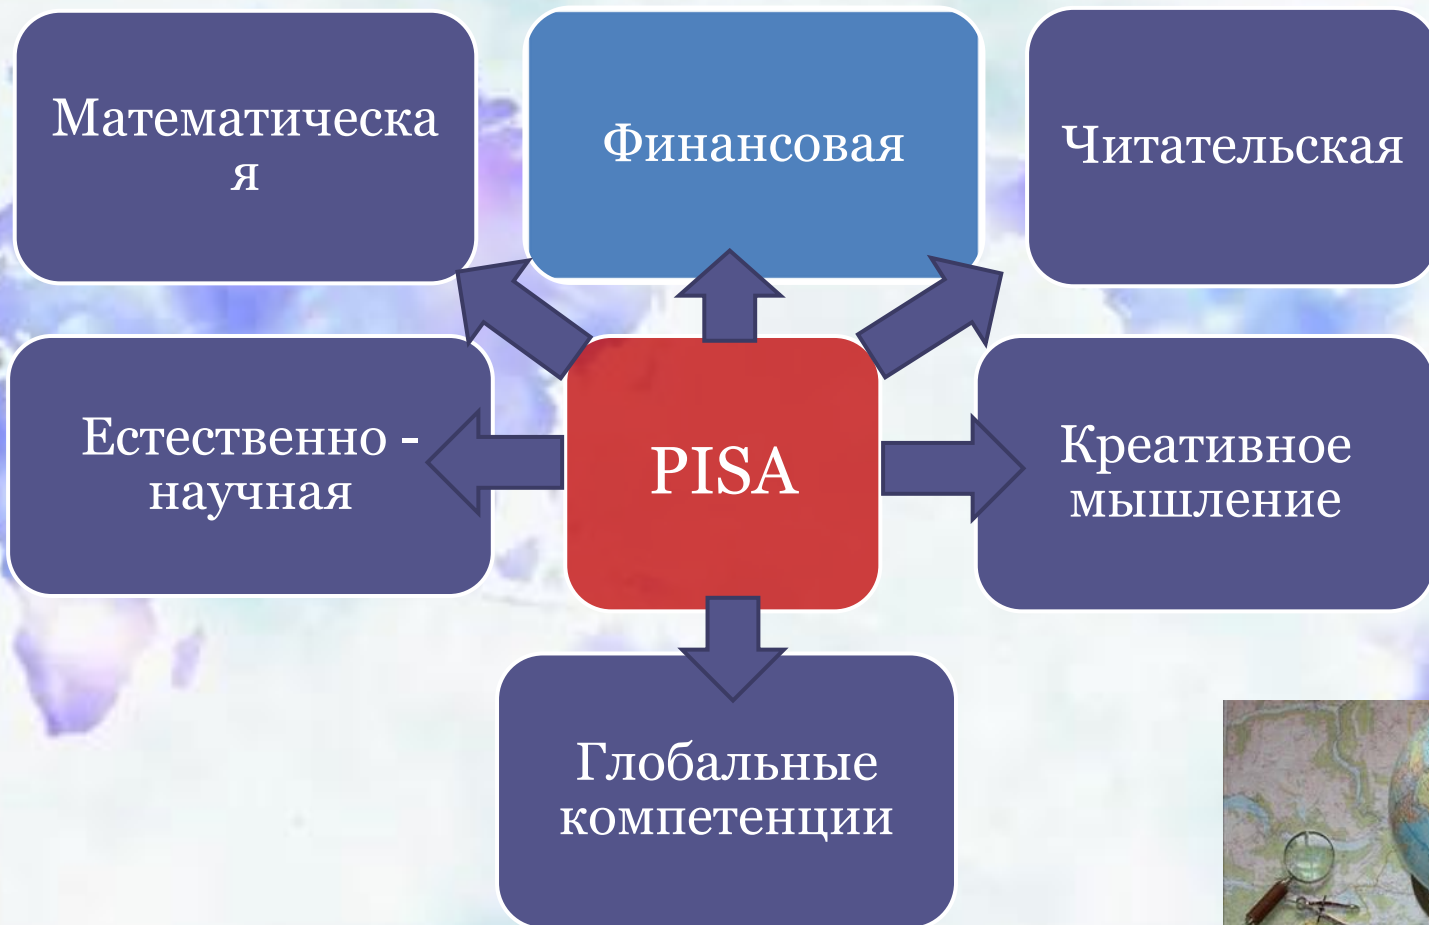 Математическа
я
Финансовая
Читательская
Естественно -
научная
PISA
Креативное
мышление
Глобальные
компетенции